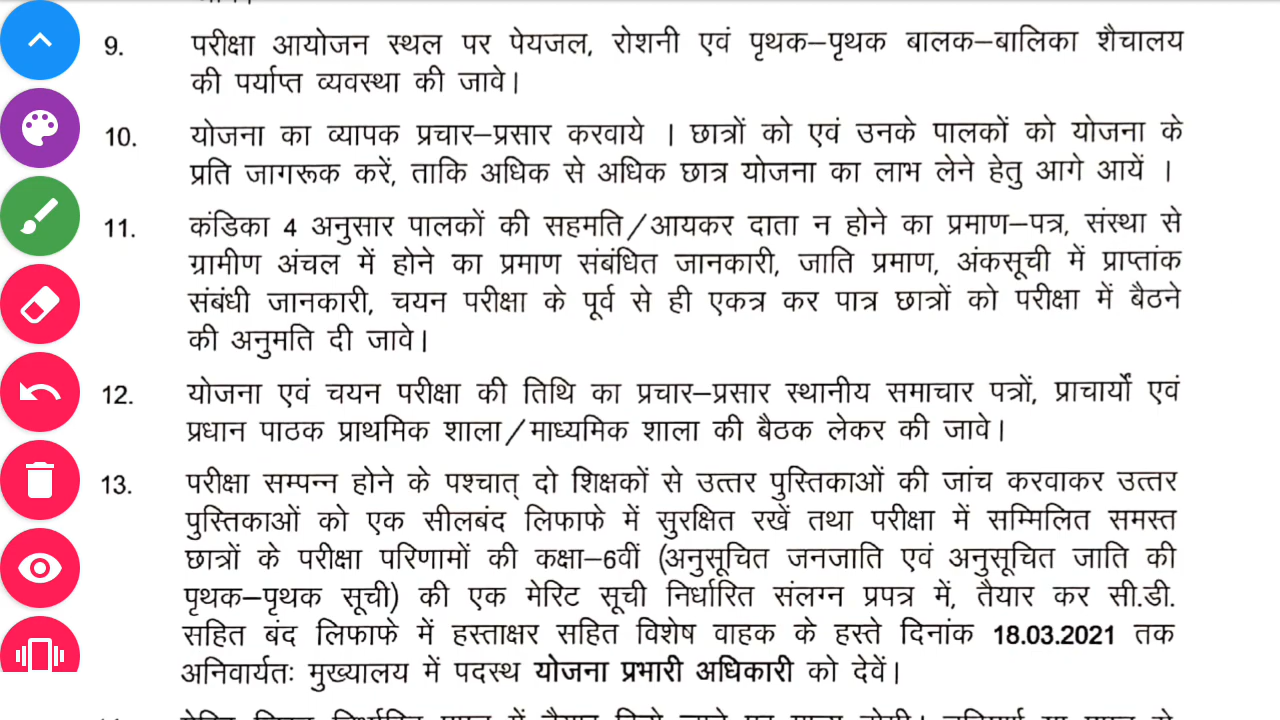 9. परीक्षा आयोजन स्थल पर पेयजल, रोशनी एवं पृथक–पृथक बालक–बालिका शैचालय
की पर्याप्त व्यवस्था की जावे।
10. योजना का व्यापक प्रचार–प्रसार करवाये । छात्रों को एवं उनके पालकों को योजना के
प्रति जागरूक करें, ताकि अधिक से अधिक छात्र योजना का लाभ लेने हेतु आगे आयें ।
11. कंडिका 4 अनुसार पालकों की सहमति/आयकर दाता न होने का प्रमाण–पत्र, संस्था से
ग्रामीण अंचल में होने का प्रमाण संबंधित जानकारी, जाति प्रमाण, अंकसूची में प्राप्तांक
संबंधी जानकारी, चयन परीक्षा के पूर्व से ही एकत्र कर पात्र छात्रों को परीक्षा में बैठने
की अनुमति दी जावे।
12. योजना एवं चयन परीक्षा की तिथि का प्रचार–प्रसार स्थानीय समाचार पत्रों, प्राचार्यों एवं
प्रधान पाठक प्राथमिक शाला/माध्यमिक शाला की बैठक लेकर की जावे।
13. परीक्षा सम्पन्न होने के पश्चात् दो शिक्षकों से उत्तर पुस्तिकाओं की जांच करवाकर उत्तर
पुस्तिकाओं को एक सीलबंद लिफाफे में सुरक्षित रखें तथा परीक्षा में सम्मिलित समस्त
छात्रों के परीक्षा परिणामों की कक्षा–6वीं (अनुसूचित जनजाति एवं अनुसूचित जाति की
पृथक–पृथक सूची) की एक मेरिट सूची निर्धारित संलग्न प्रपत्र में, तैयार कर सी.डी.
सहित बंद लिफाफे में हस्ताक्षर सहित विशेष वाहक के हस्ते दिनांक 18.03.2021 तक
अनिवार्यतः मुख्यालय में पदस्थ योजना प्रभारी अधिकारी को देवें।